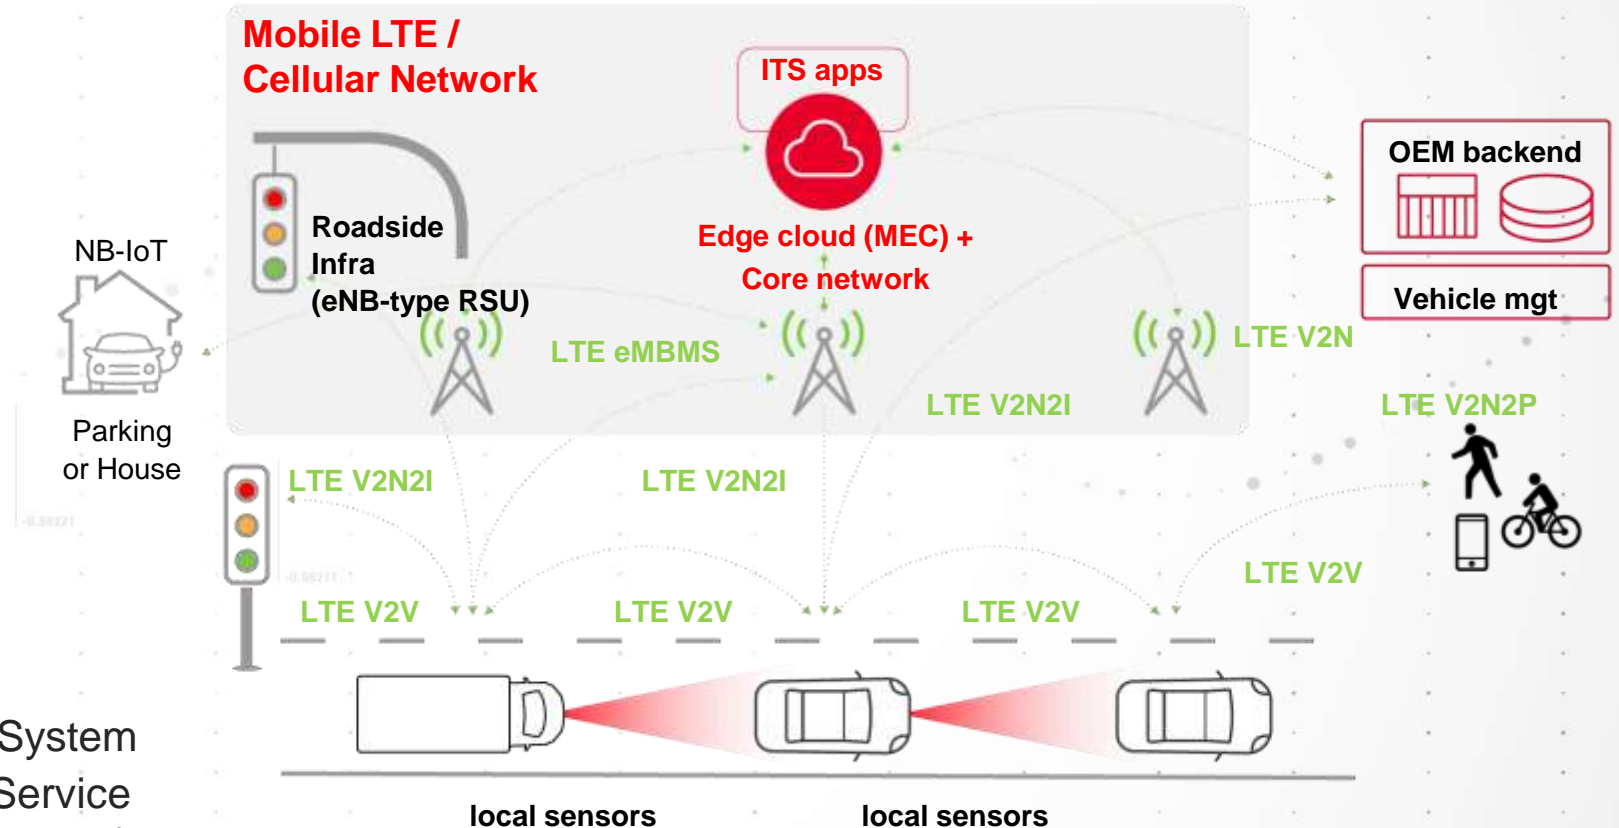 Mobile LTE /
Cellular Network
ITS apps
OEM backend
Roadside
Infra
(eNB-type RSU)
Edge cloud (MEC) +
Core network
NB-IoT
Vehicle mgt
LTE eMBMS
LTE V2N
LTE V2N2I
LTE V2N2P
Parking
or House
LTE V2N2I
LTE V2N2I
-0.98211
LTE V2V
LTE V2V
LTE V2V
LTE V2V
System
Service
local sensors
local sensors